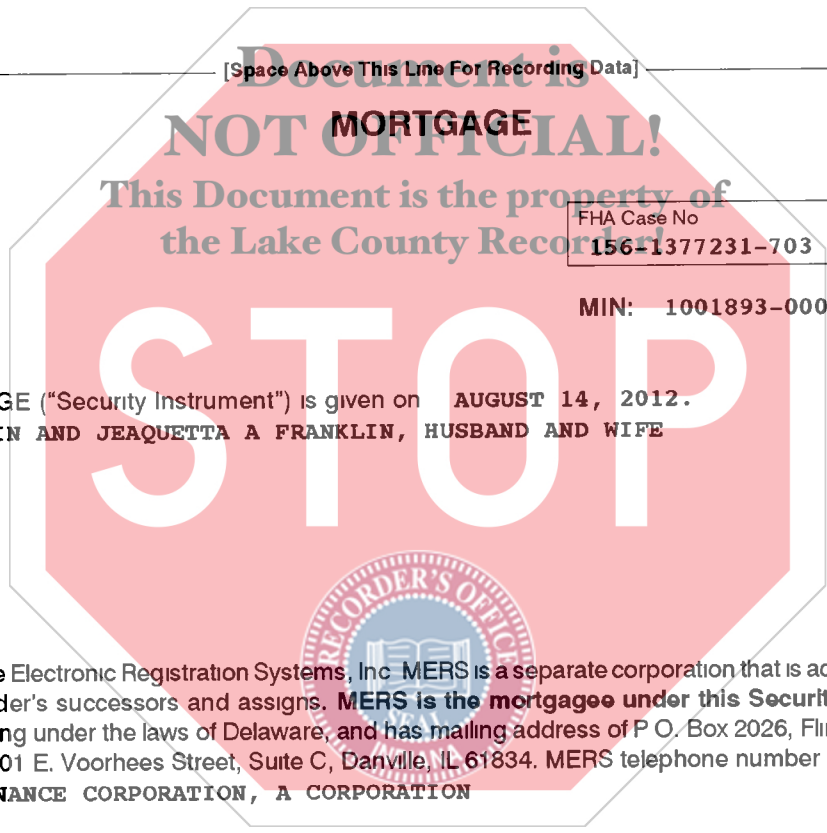 Document is
[Space Above This Line For Recording Data]
NOT OFFICIAL!
MORTGAGE
This Document is the property of
the Lake County Recorder!
FHA Case No
156-1377231-703
MIN: 1001893-000
STOP
GE (“Security Instrument") is given on AUGUST 14, 2012.
IN AND JEAQUETTA A FRANKLIN, HUSBAND AND WIFE
RECORDER'S OFFICE
SEAL
INDIANA
e Electronic Registration Systems, Inc MERS is a separate corporation that is ac
der's successors and assigns. MERS is the mortgagee under this Securit
ng under the laws of Delaware, and has mailing address of P O. Box 2026, Flin
01 E. Voorhees Street, Suite C, Danville, IL 61834. MERS telephone number
NANCE CORPORATION, A CORPORATION